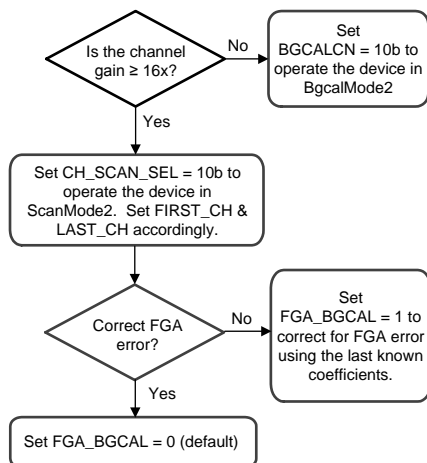 Is the channel
gain ≥ 16x?
No
Set
BGCALCN = 10b to
operate the device in
BgcalMode2
Yes
Set CH_SCAN_SEL = 10b to
operate the device in
ScanMode2. Set FIRST_CH &
LAST_CH accordingly.
Correct FGA
error?
No
Set
FGA_BGCAL = 1 to
correct for FGA error
using the last known
coefficients.
Yes
Set FGA_BGCAL = 0 (default)